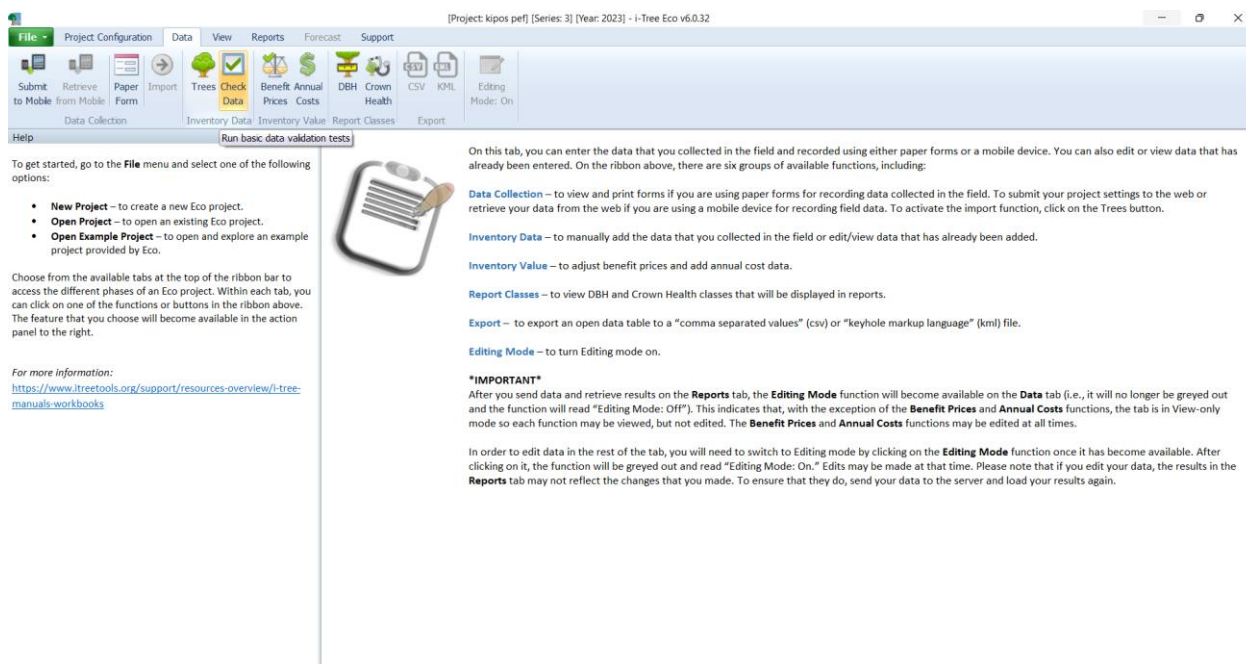 [Project: kipos pef] [Series: 3] [Year: 2023] - i-Tree Eco v6.0.32
File Project Configuration Data View Reports Forecast Support
Submit to Mobile
Retrieve from Mobile
Paper Form
Import
Trees
Check Data
Benefit Prices
Annual Costs
DBH
Crown Health
CSV
KML
Editing Mode: On
Data Collection Inventory Data Inventory Value Report Classes Export
Help
Run basic data validation tests
To get started, go to the File menu and select one of the following
options:
• New Project – to create a new Eco project.
• Open Project – to open an existing Eco project.
• Open Example Project – to open and explore an example
project provided by Eco.
Choose from the available tabs at the top of the ribbon bar to
access the different phases of an Eco project. Within each tab, you
can click on one of the functions or buttons in the ribbon above.
The feature that you choose will become available in the action
panel to the right.
For more information:
https://www.itreetools.org/support/resources-overview/i-tree-
manuals-workbooks
On this tab, you can enter the data that you collected in the field and recorded using either paper forms or a mobile device. You can also edit or view data that has
already been entered. On the ribbon above, there are six groups of available functions, including:
Data Collection – to view and print forms if you are using paper forms for recording data collected in the field. To submit your project settings to the web or
retrieve your data from the web if you are using a mobile device for recording field data. To activate the import function, click on the Trees button.
Inventory Data – to manually add the data that you collected in the field or edit/view data that has already been added.
Inventory Value – to adjust benefit prices and add annual cost data.
Report Classes – to view DBH and Crown Health classes that will be displayed in reports.
Export – to export an open data table to a “comma separated values” (csv) or “keyhole markup language” (kml) file.
Editing Mode – to turn Editing mode on.
*IMPORTANT*
After you send data and retrieve results on the Reports tab, the Editing Mode function will become available on the Data tab (i.e., it will no longer be greyed out
and the function will read “Editing Mode: Off”). This indicates that, with the exception of the Benefit Prices and Annual Costs functions, the tab is in View-only
mode so each function may be viewed, but not edited. The Benefit Prices and Annual Costs functions may be edited at all times.
In order to edit data in the rest of the tab, you will need to switch to Editing mode by clicking on the Editing Mode function once it has become available. After
clicking on it, the function will be greyed out and read “Editing Mode: On.” Edits may be made at that time. Please note that if you edit your data, the results in the
Reports tab may not reflect the changes that you made. To ensure that they do, send your data to the server and load your results again.